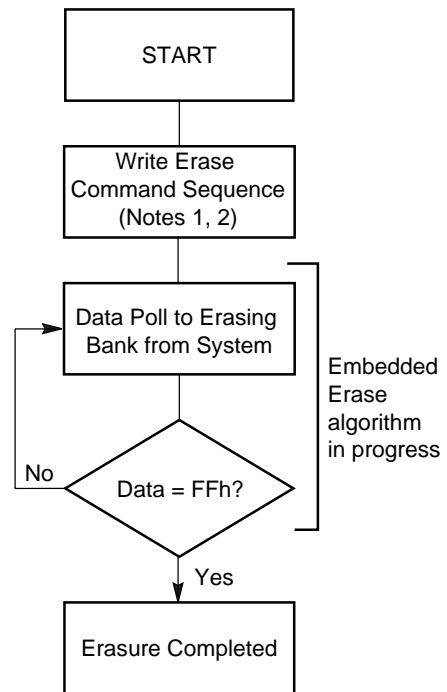 START
Write Erase
Command Sequence
(Notes 1, 2)
Data Poll to Erasing
Bank from System
Embedded
Erase
algorithm
in progress
No
Data = FFh?
Yes
Erasure Completed